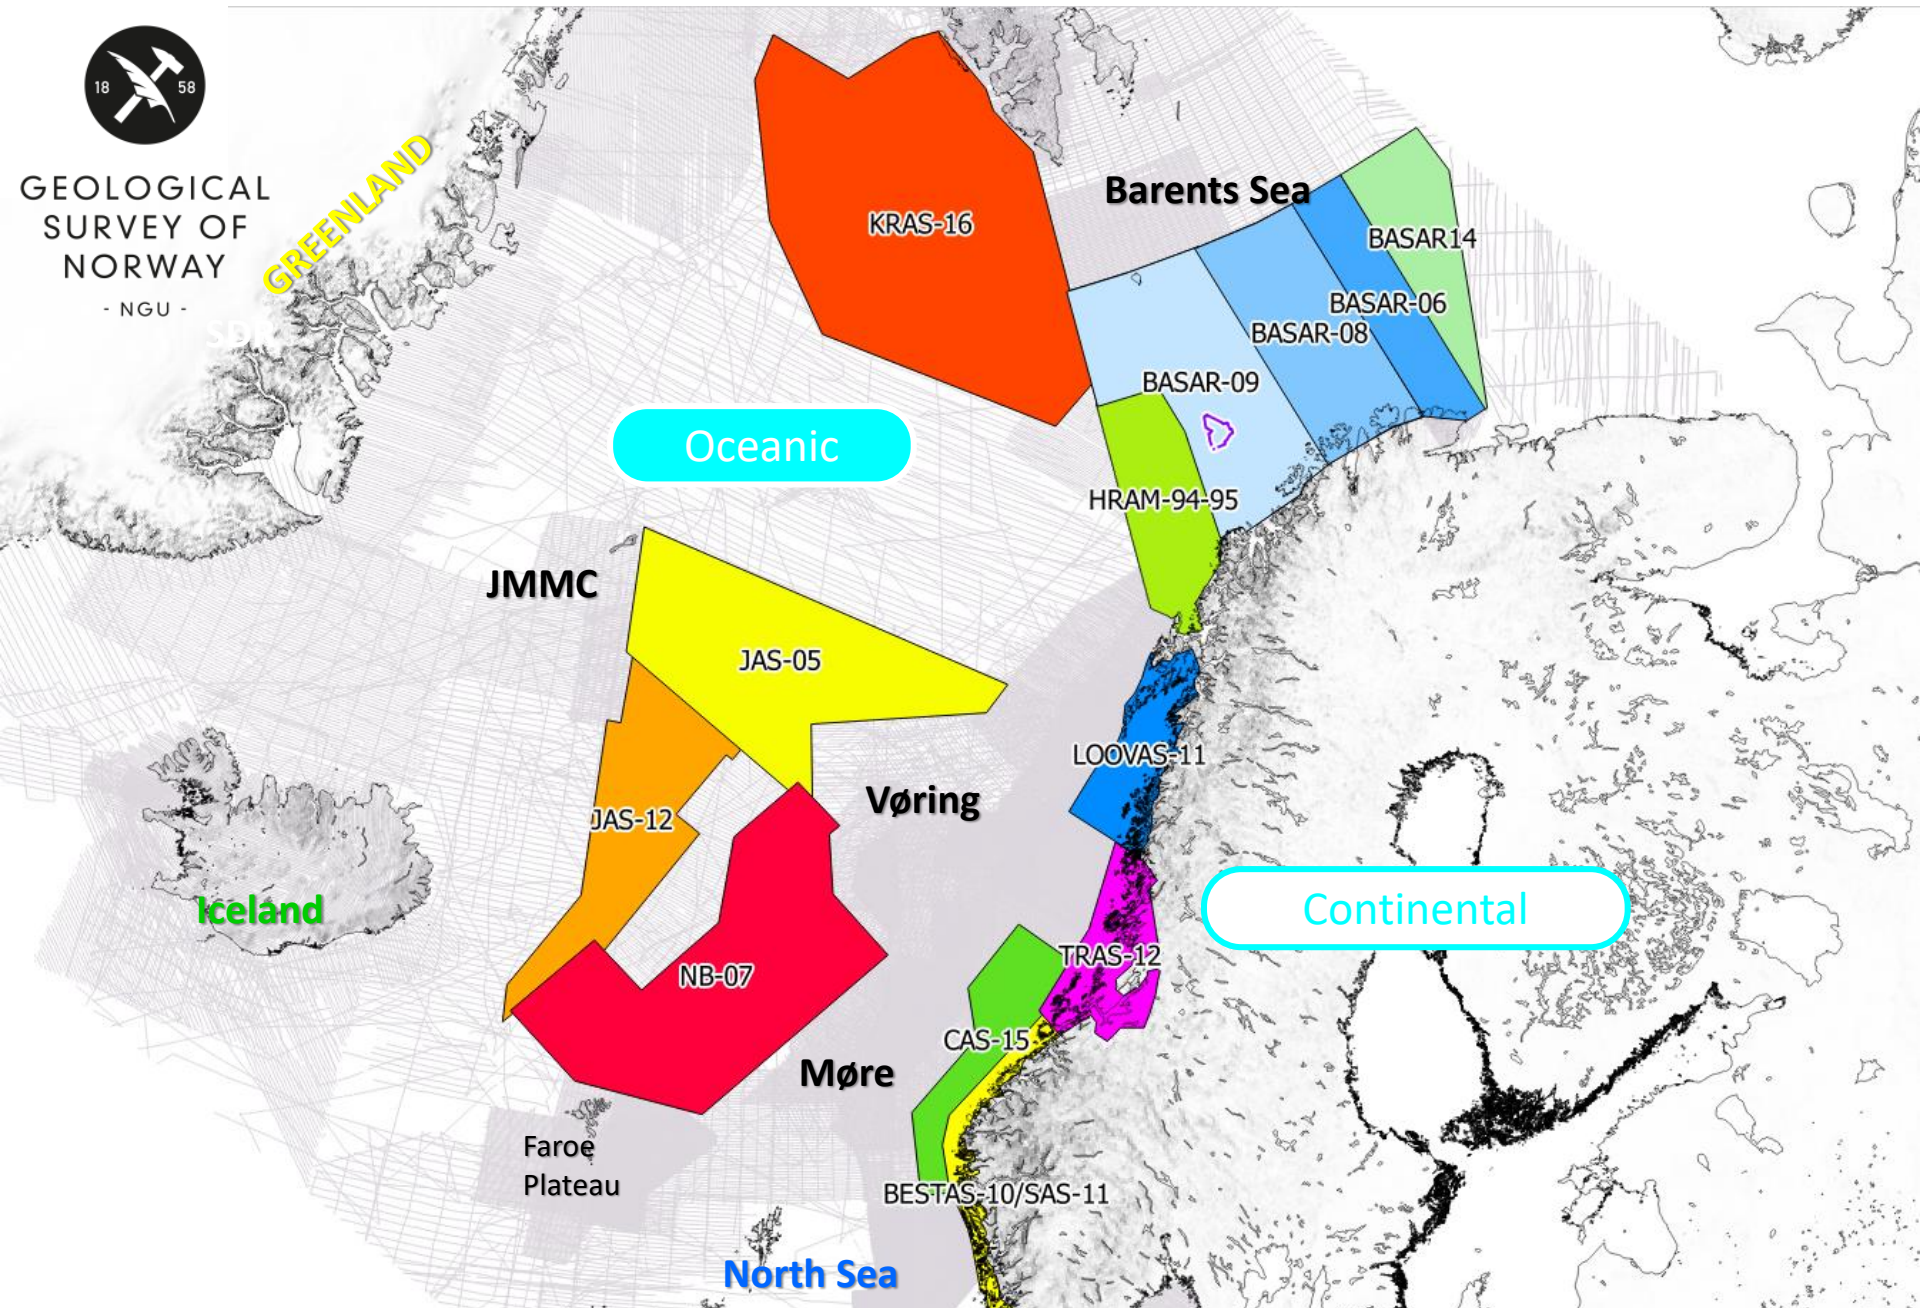 18 58
GEOLOGICAL
SURVEY OF
NORWAY
- NGU -
GREENLAND
SDR
KRAS-16
Barents Sea
BASAR14
BASAR-06
BASAR-08
BASAR-09
Oceanic
HRAM-94-95
JMMC
JAS-05
LOOVAS-11
Vøring
JAS-12
Iceland
Continental
TRAS-12
NB-07
CAS-15
Møre
Faroe
Plateau
BESTAS-10/SAS-11
North Sea